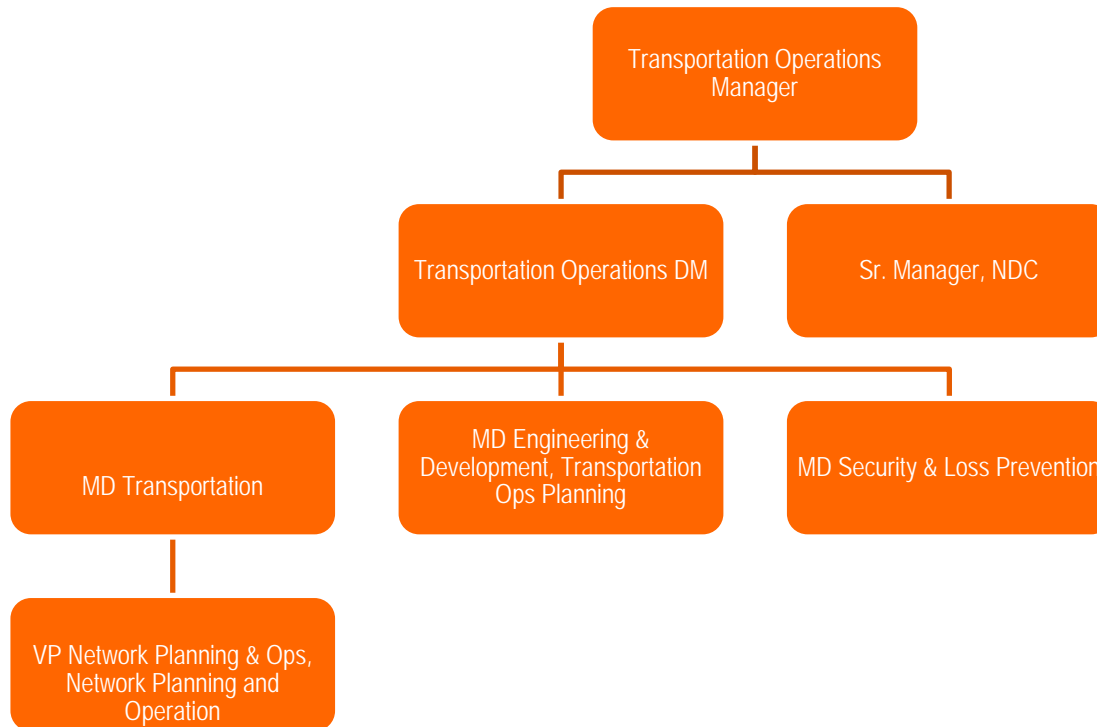 Transportation Operations
Manager
Transportation Operations DM
Sr. Manager, NDC
MD Transportation
MD Engineering &
Development, Transportation
Ops Planning
MD Security & Loss Prevention
VP Network Planning & Ops,
Network Planning and
Operation